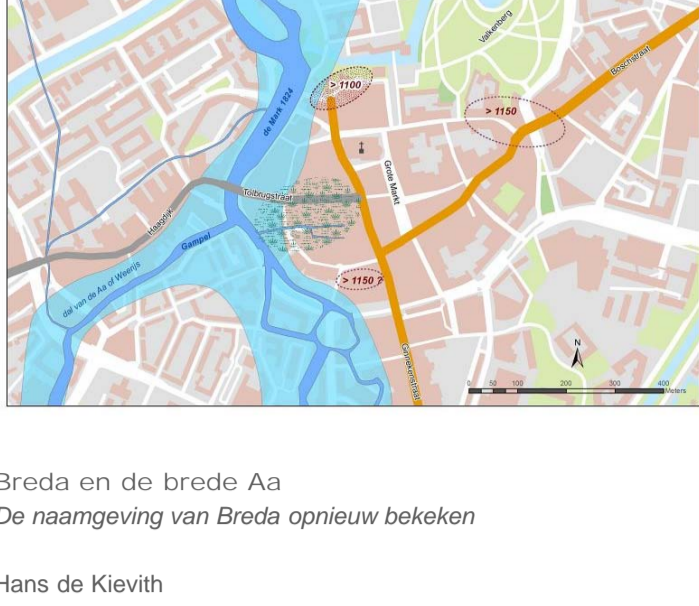 Valkenberg
Boschstraat
> 1100
> 1150
de Mark 1824
Grote Markt
Tolbrugstraat
Haagdijk
Gampel
dal van de Aa of Weerijs
> 1150 ?
Ginnekenstraat
N
0 50 100 200 300 400
Meters
Breda en de brede Aa
De naamgeving van Breda opnieuw bekeken
Hans de Kievith